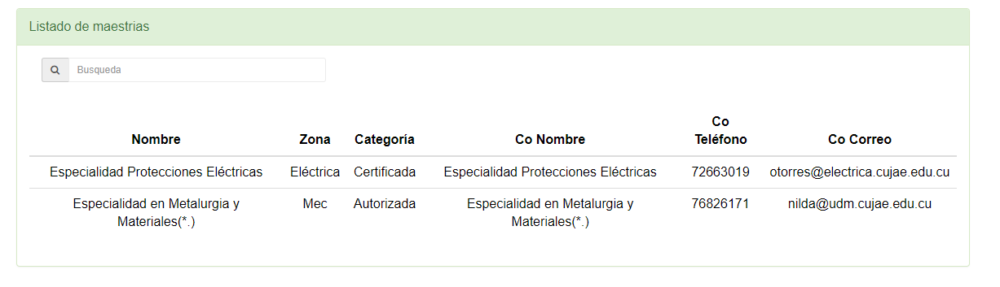 Listado de maestrias
Busqueda
Nombre Zona Categoría Co Nombre Co Teléfono Co Correo
Especialidad Protecciones Eléctricas Eléctrica Certificada Especialidad Protecciones Eléctricas 72663019 otorres@electrica.cujae.edu.cu
Especialidad en Metalurgia y Materiales(*.) Mec Autorizada Especialidad en Metalurgia y Materiales(*.) 76826171 nilda@udm.cujae.edu.cu